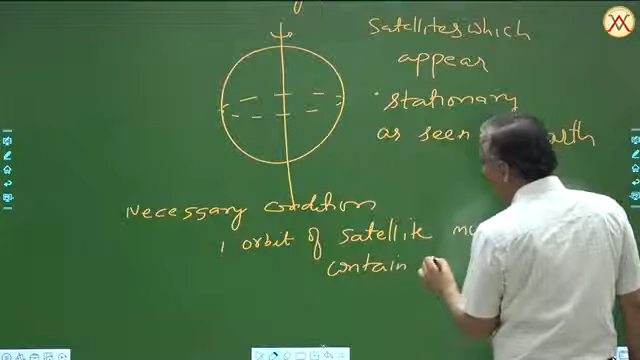 Satellites which
appear
stationary
as seen
Necessary condition
1 orbit of satellite
contain